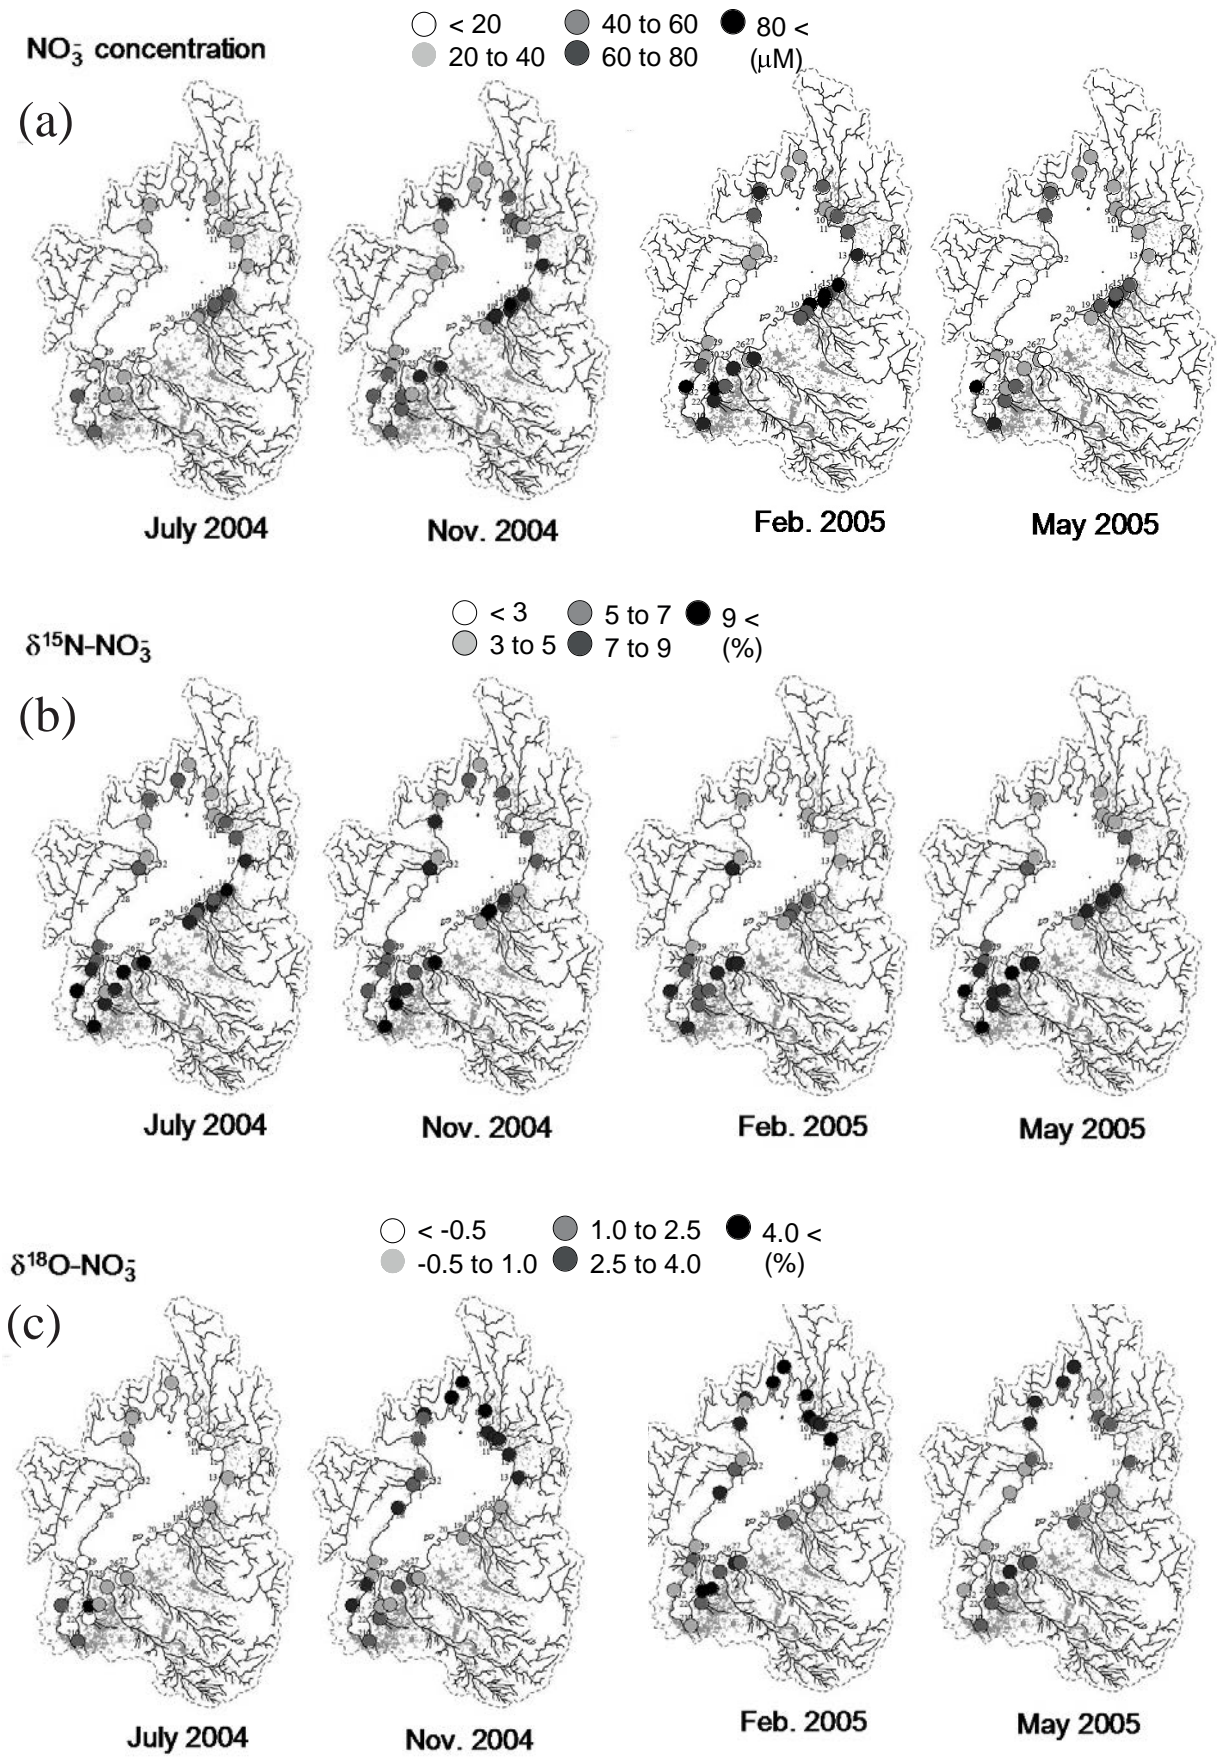 NO₃⁻ concentration
< 20
40 to 60
80 <
20 to 40
60 to 80
(μM)
(a)
July 2004
Nov. 2004
Feb. 2005
May 2005
δ¹⁵N-NO₃⁻
< 3
5 to 7
9 <
3 to 5
7 to 9
(%)
(b)
July 2004
Nov. 2004
Feb. 2005
May 2005
δ¹⁸O-NO₃⁻
< -0.5
1.0 to 2.5
4.0 <
-0.5 to 1.0
2.5 to 4.0
(%)
(c)
July 2004
Nov. 2004
Feb. 2005
May 2005